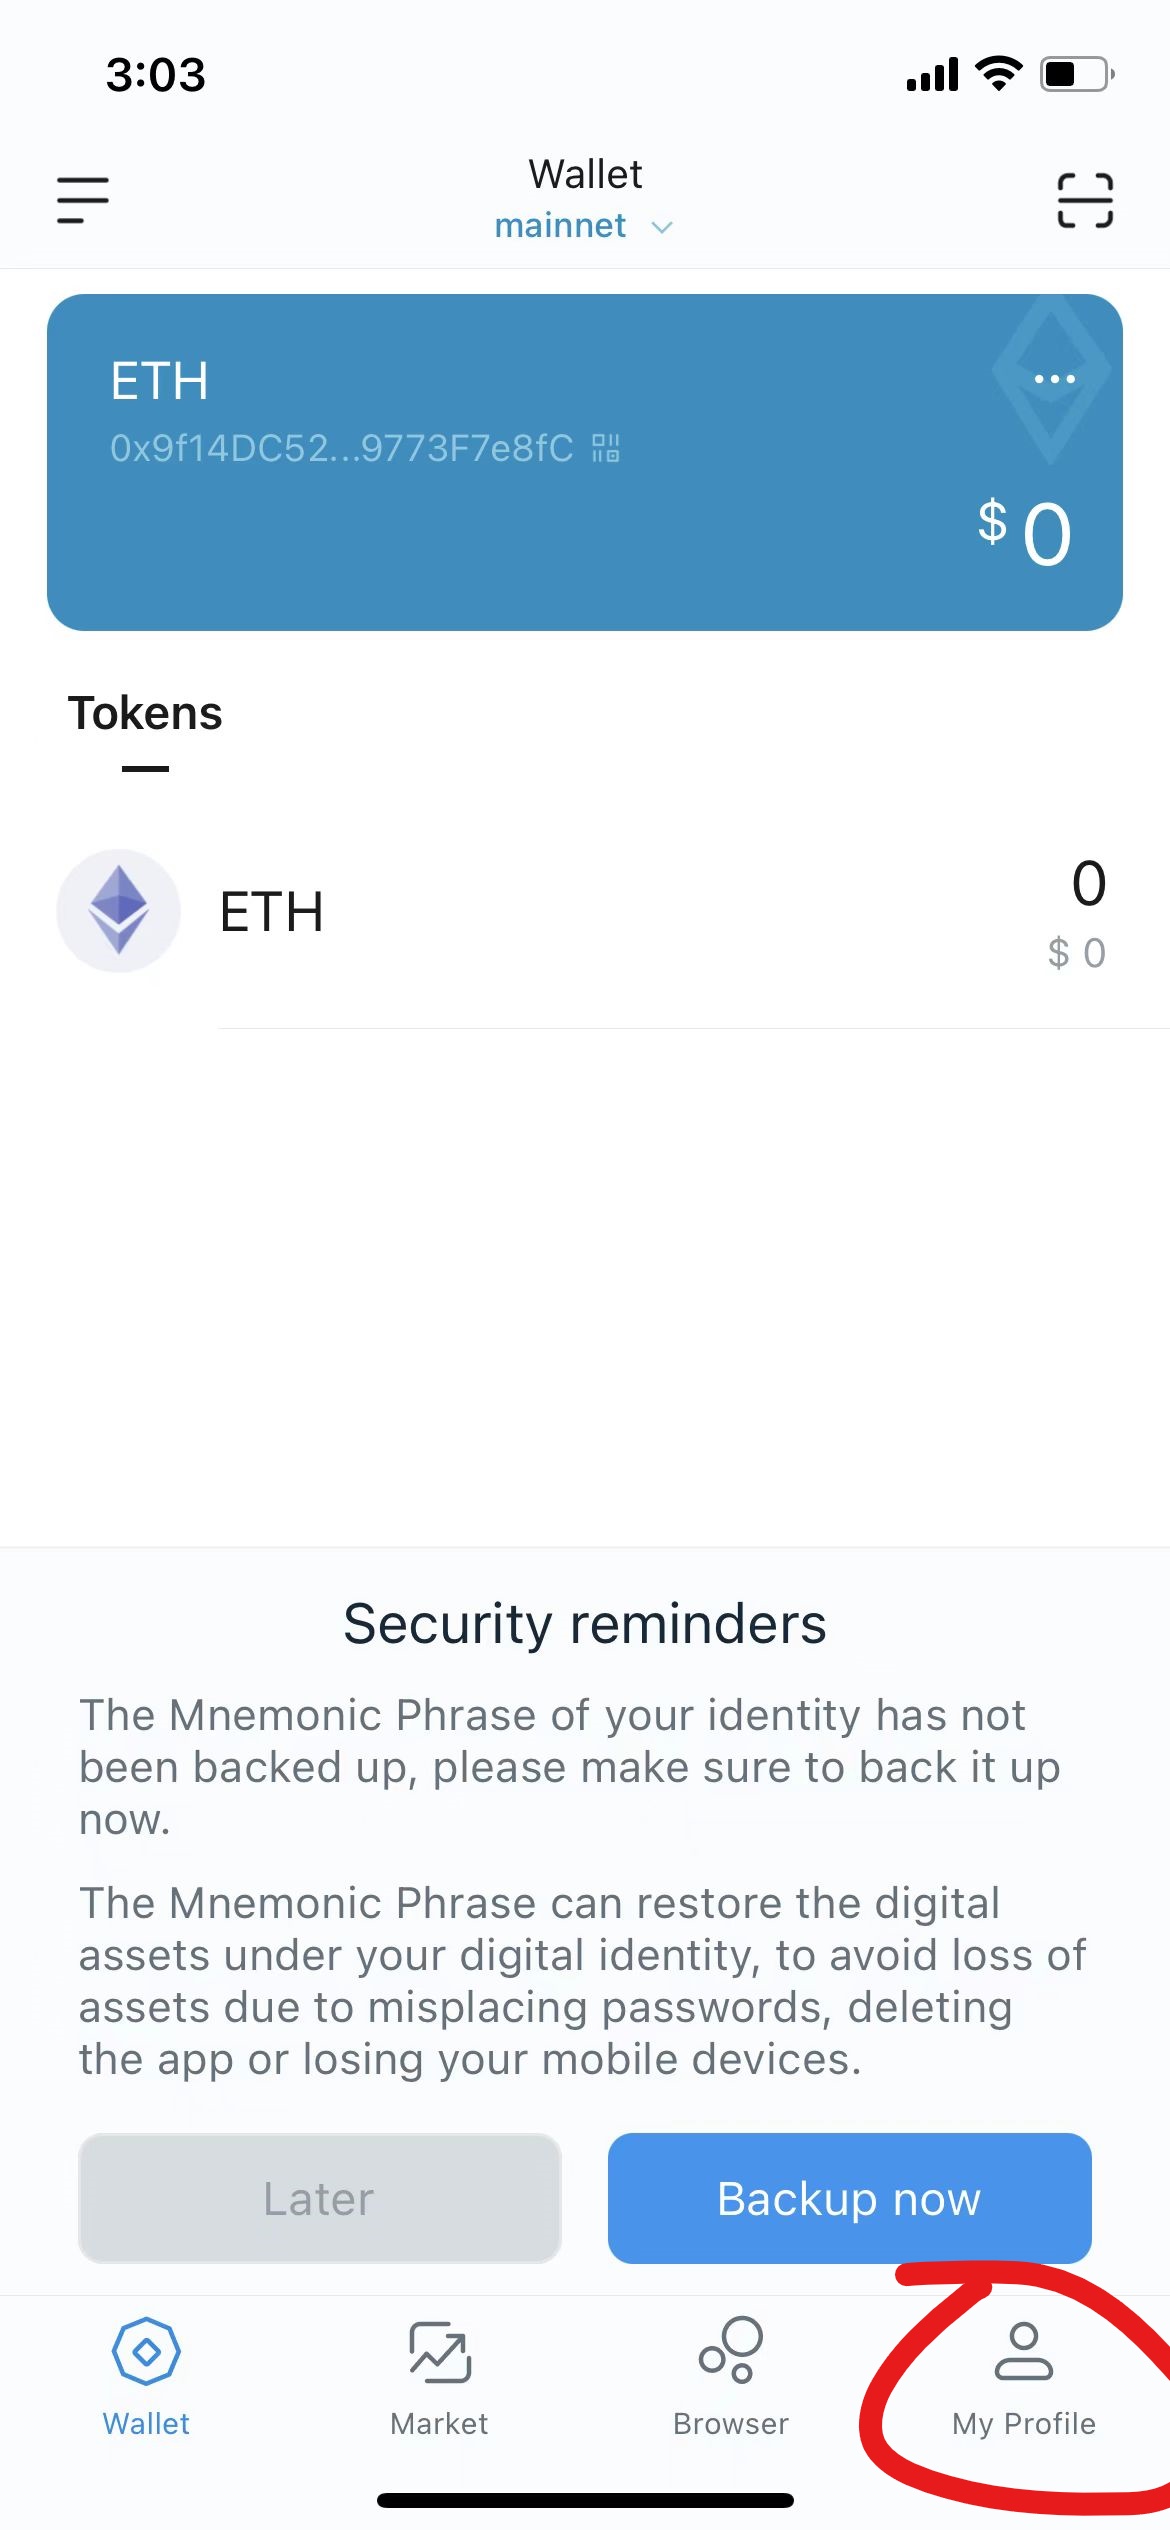 3:03
Wallet
mainnet
ETH
0x9f14DC52...9773F7e8fC
$ 0
Tokens
ETH
0
$ 0
Security reminders
The Mnemonic Phrase of your identity has not
been backed up, please make sure to back it up
now.
The Mnemonic Phrase can restore the digital
assets under your digital identity, to avoid loss of
assets due to misplacing passwords, deleting
the app or losing your mobile devices.
Later
Backup now
Wallet
Market
Browser
My Profile